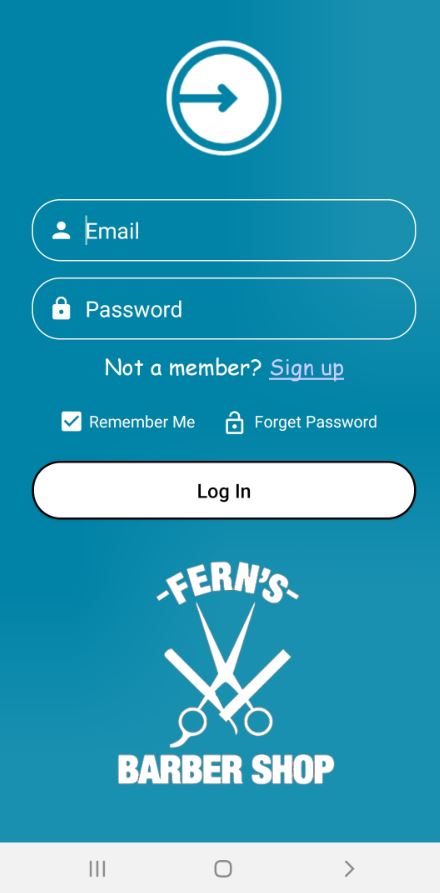 Email
Password
Not a member? Sign up
Remember Me Forget Password
Log In
-FERN'S-
BARBER SHOP